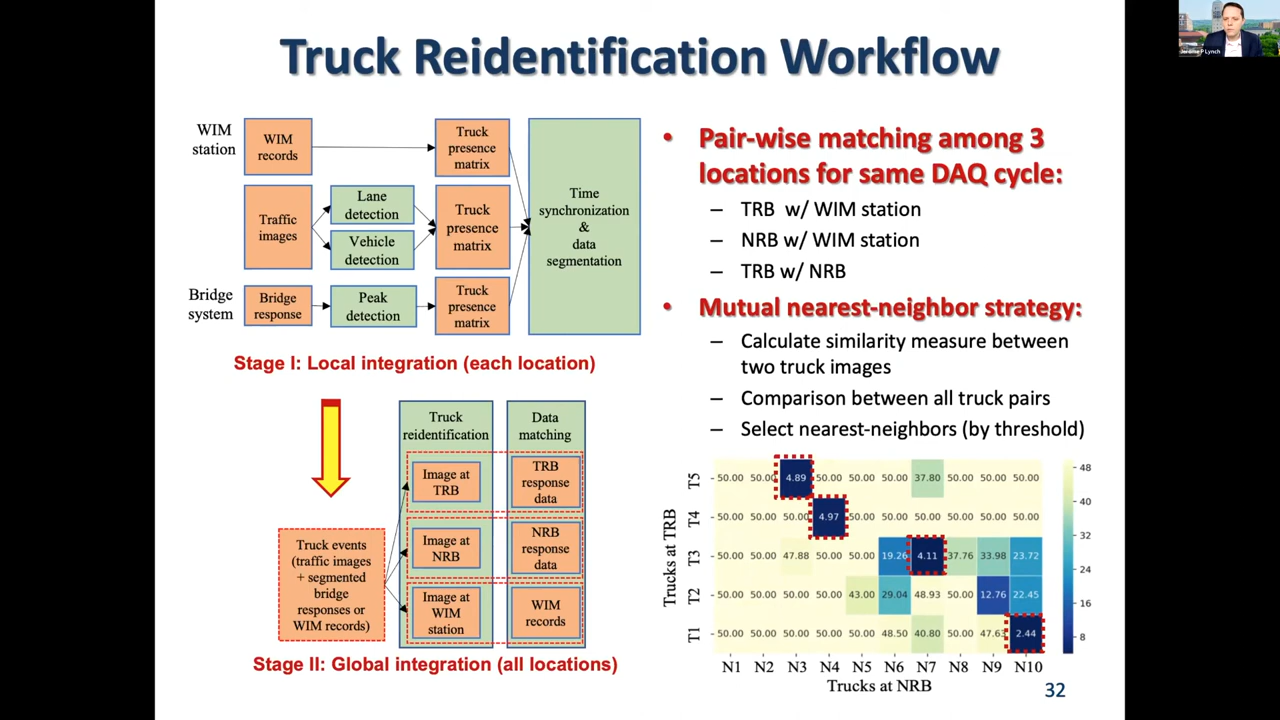 Truck Reidentification Workflow
Jerome P Lynch
WIM
station
WIM
records
Truck
presence
matrix
Traffic
images
Lane
detection
Vehicle
detection
Truck
presence
matrix
Bridge
system
Bridge
response
Peak
detection
Truck
presence
matrix
Time
synchronization
&
data
segmentation
Stage I: Local integration (each location)
Truck
reidentification
Data
matching
Image at
TRB
TRB
response
data
Image at
NRB
NRB
response
data
Image at
WIM
station
WIM
records
Truck events
(traffic images
+ segmented
bridge
responses or
WIM records)
Stage II: Global integration (all locations)
• Pair-wise matching among 3
locations for same DAQ cycle:
– TRB w/ WIM station
– NRB w/ WIM station
– TRB w/ NRB
• Mutual nearest-neighbor strategy:
– Calculate similarity measure between
two truck images
– Comparison between all truck pairs
– Select nearest-neighbors (by threshold)
Trucks at TRB
T5 50.00 50.00 4.89 50.00 50.00 50.00 37.80 50.00 50.00 50.00
T4 50.00 50.00 50.00 4.97 50.00 50.00 50.00 50.00 50.00 50.00
T3 50.00 50.00 47.88 50.00 50.00 19.26 4.11 37.76 33.98 23.72
T2 50.00 50.00 50.00 50.00 43.00 29.04 48.93 50.00 12.76 22.45
T1 50.00 50.00 50.00 50.00 50.00 48.50 40.80 50.00 47.63 2.44
N1 N2 N3 N4 N5 N6 N7 N8 N9 N10
Trucks at NRB
48
40
32
24
16
8
32